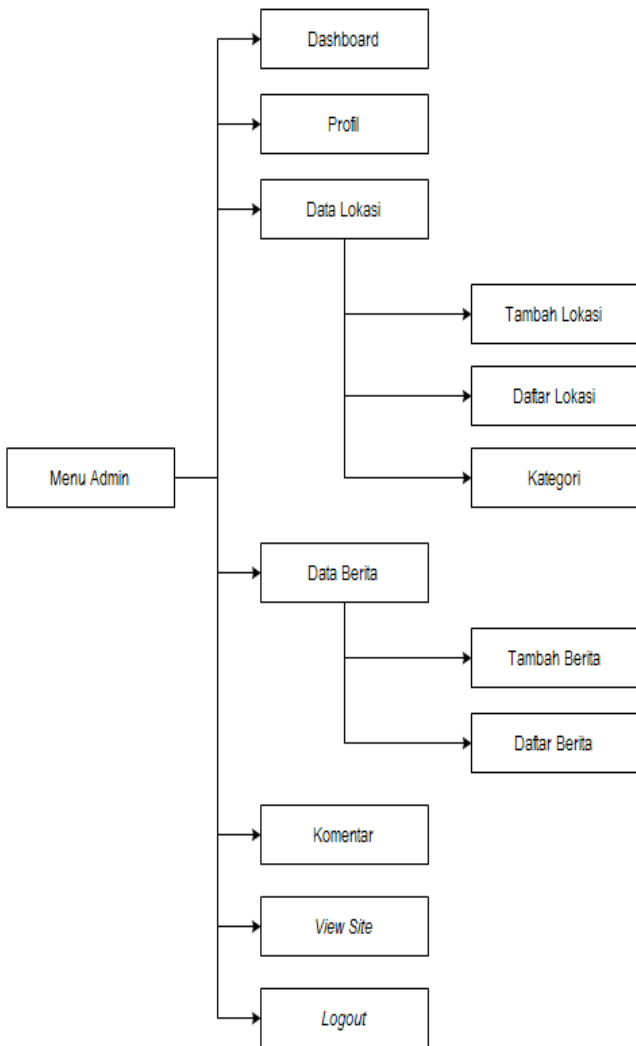 Dashboard
Profil
Data Lokasi
Tambah Lokasi
Daftar Lokasi
Menu Admin
Kategori
Data Berita
Tambah Berita
Daftar Berita
Komentar
View Site
Logout